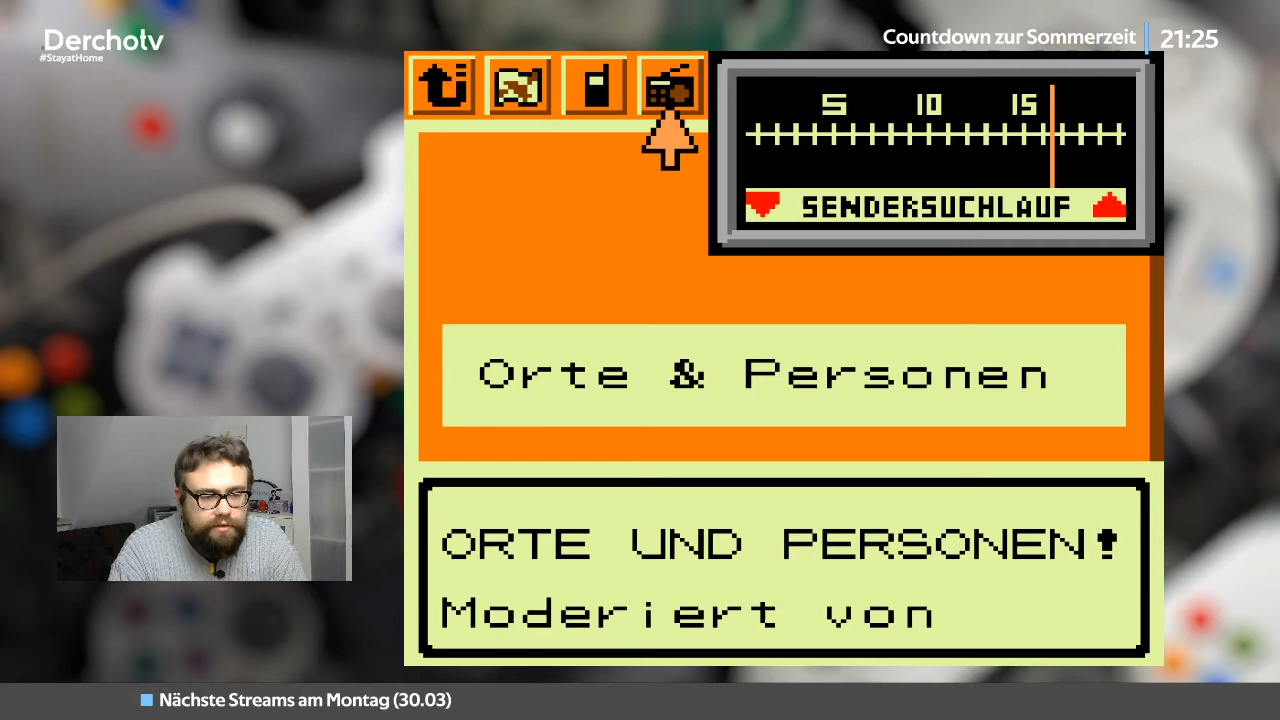 Derchotv
#StayatHome
Countdown zur Sommerzeit 21:25
5 10 15
SENDERSUCHLAUF
Orte & Personen
ORTE UND PERSONEN!
Moderiert von
Nächste Streams am Montag (30.03)